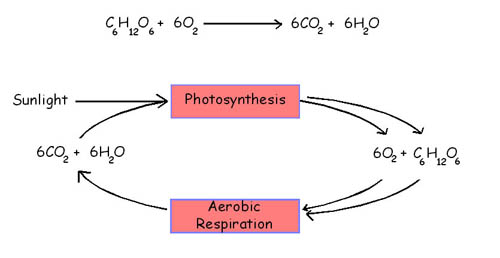 C₆H₁₂O₆ + 6O₂ ⟶ 6CO₂ + 6H₂O
Sunlight
Photosynthesis
6CO₂ + 6H₂O
6O₂ + C₆H₁₂O₆
Aerobic
Respiration